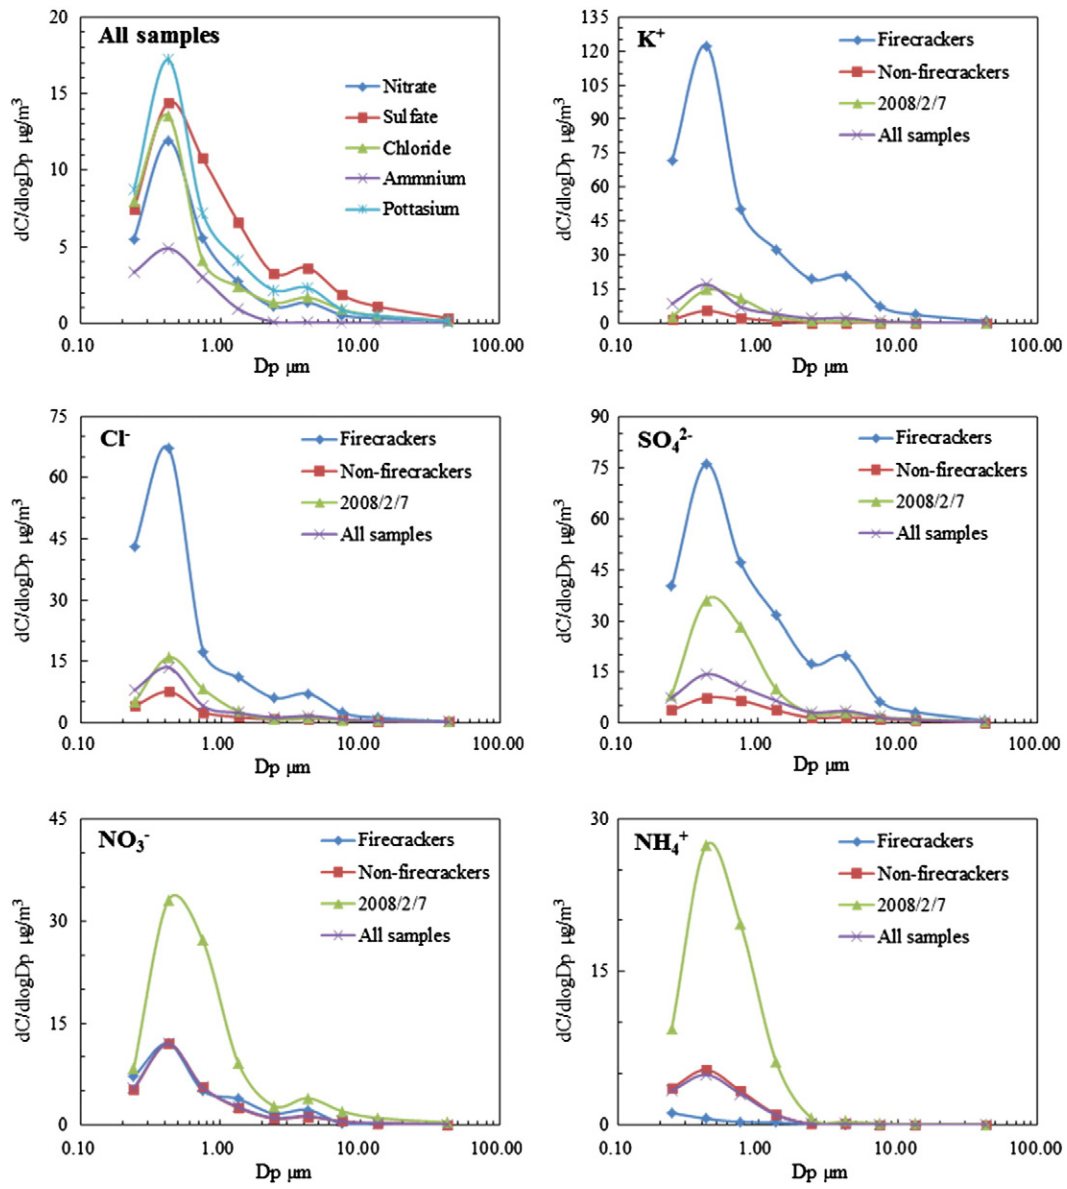 All samples
Nitrate
Sulfate
Chloride
Ammnium
Pottasium
20
15
10
5
0
0.10 1.00 10.00 100.00
Dp μm
dC/dlogDp μg/m³
K⁺
Firecrackers
Non-firecrackers
2008/2/7
All samples
135
120
105
90
75
60
45
30
15
0
0.10 1.00 10.00 100.00
Dp μm
dC/dlogDp μg/m³
Cl⁻
Firecrackers
Non-firecrackers
2008/2/7
All samples
75
60
45
30
15
0
0.10 1.00 10.00 100.00
Dp μm
dC/dlogDp μg/m³
SO₄²⁻
Firecrackers
Non-firecrackers
2008/2/7
All samples
90
75
60
45
30
15
0
0.10 1.00 10.00 100.00
Dp μm
dC/dlogDp μg/m³
NO₃⁻
Firecrackers
Non-firecrackers
2008/2/7
All samples
45
30
15
0
0.10 1.00 10.00 100.00
Dp μm
dC/dlogDp μg/m³
NH₄⁺
Firecrackers
Non-firecrackers
2008/2/7
All samples
30
15
0
0.10 1.00 10.00 100.00
Dp μm
dC/dlogDp μg/m³